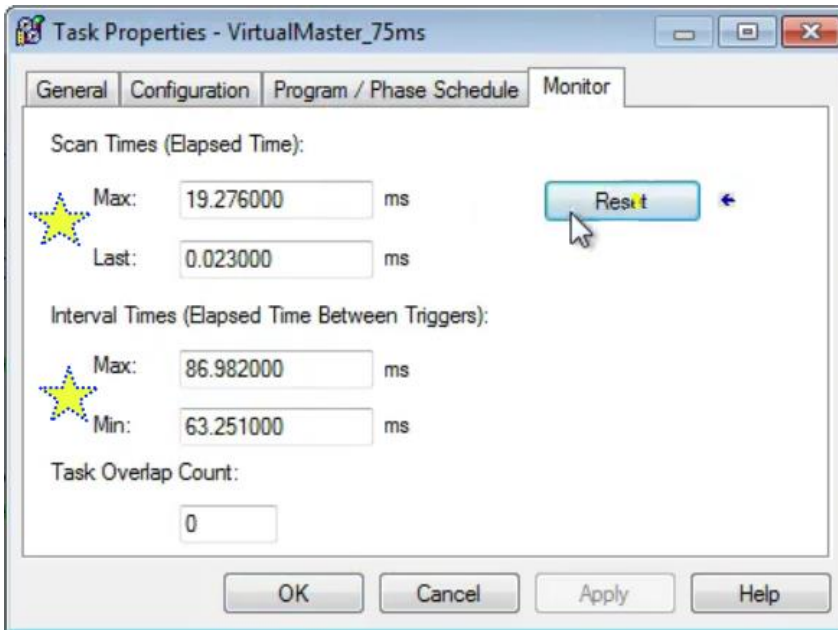 Task Properties - VirtualMaster_75ms
General Configuration Program / Phase Schedule Monitor
Scan Times (Elapsed Time):
Max: 19.276000 ms Reset
Last: 0.023000 ms
Interval Times (Elapsed Time Between Triggers):
Max: 86.982000 ms
Min: 63.251000 ms
Task Overlap Count:
0
OK Cancel Apply Help